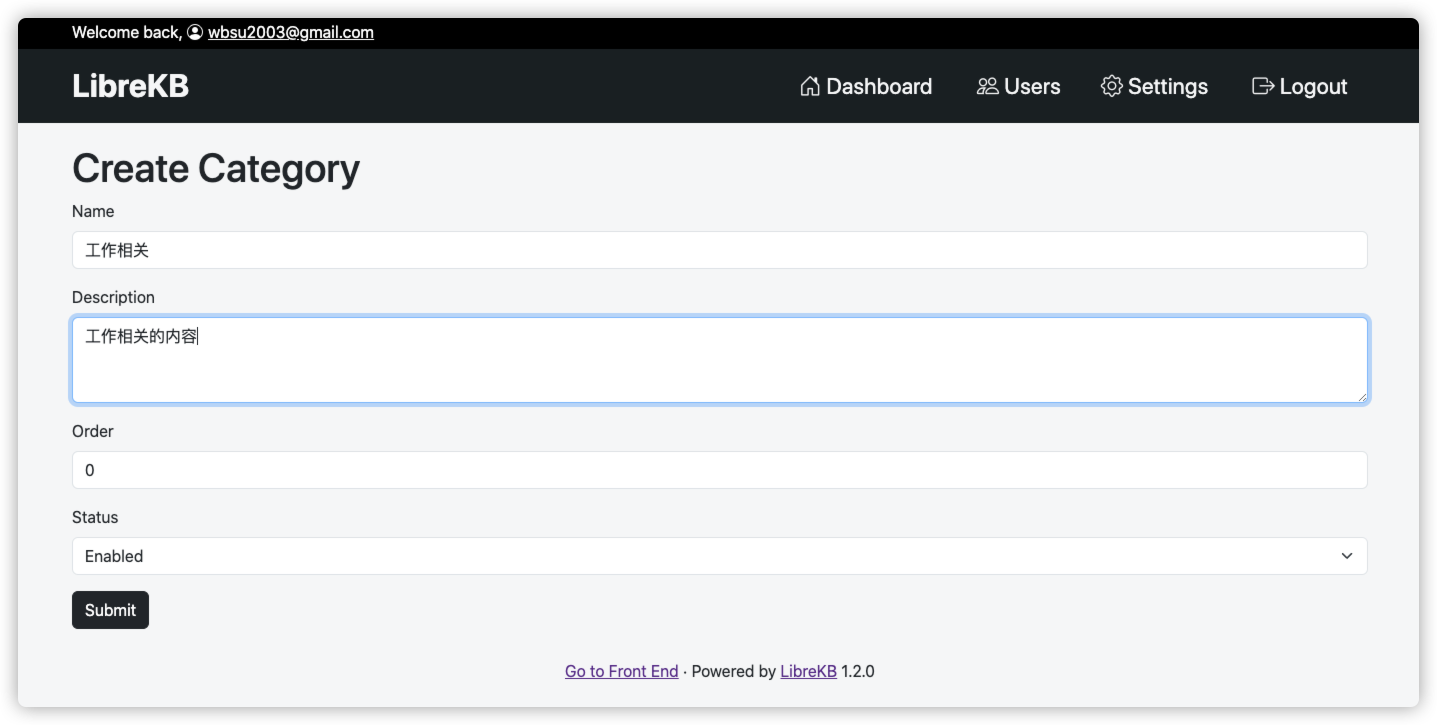 Welcome back, wbsu2003@gmail.com
LibreKB
Dashboard
Users
Settings
Logout
Create Category
Name
工作相关
Description
工作相关的内容
Order
0
Status
Enabled
Submit
Go to Front End · Powered by LibreKB 1.2.0